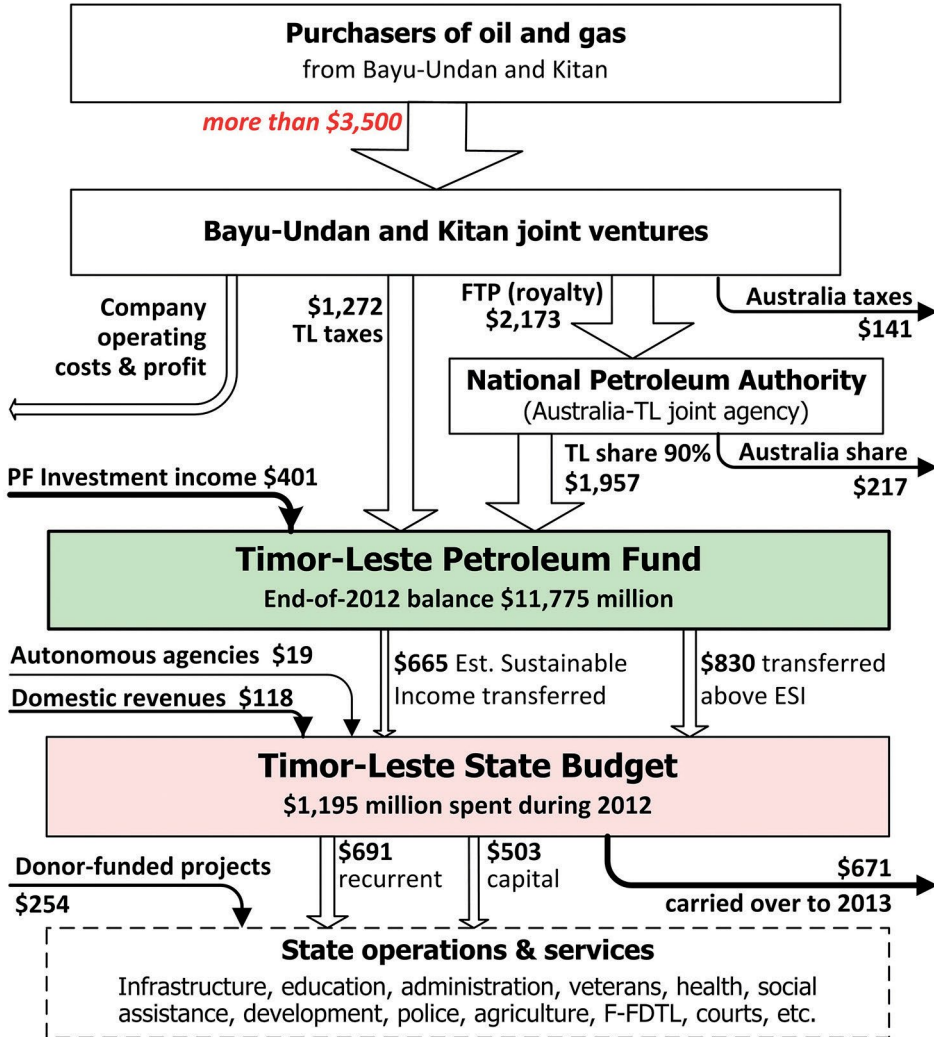 Purchasers of oil and gas
from Bayu-Undan and Kitan
more than $3,500
Bayu-Undan and Kitan joint ventures
Company
operating
costs & profit
$1,272
TL taxes
FTP (royalty)
$2,173
Australia taxes
$141
National Petroleum Authority
(Australia-TL joint agency)
TL share 90%
$1,957
Australia share
$217
PF Investment income $401
Timor-Leste Petroleum Fund
End-of-2012 balance $11,775 million
Autonomous agencies $19
Domestic revenues $118
$665 Est. Sustainable
Income transferred
$830 transferred
above ESI
Timor-Leste State Budget
$1,195 million spent during 2012
Donor-funded projects
$254
$691
recurrent
$503
capital
$671
carried over to 2013
State operations & services
Infrastructure, education, administration, veterans, health, social
assistance, development, police, agriculture, F-FDTL, courts, etc.